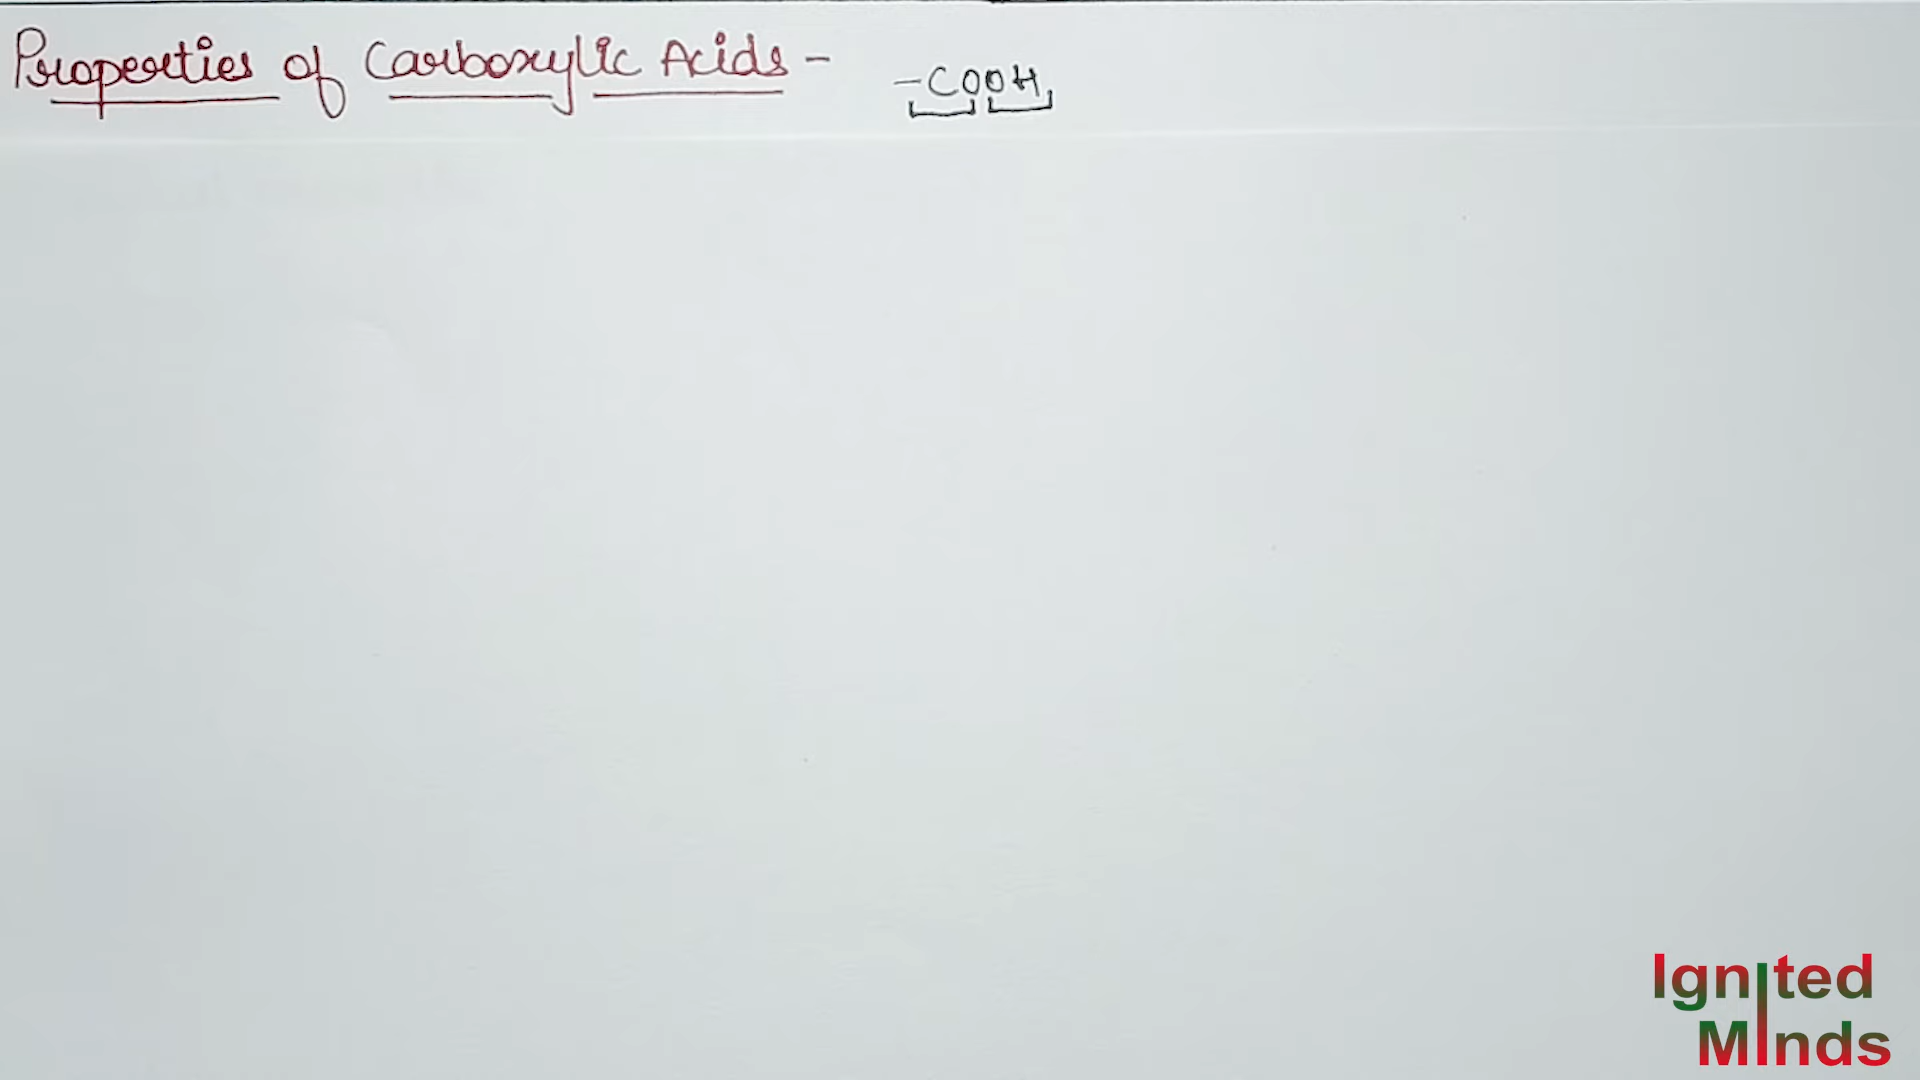 Properties of Carboxylic Acids - -COOH
Ignited
Minds